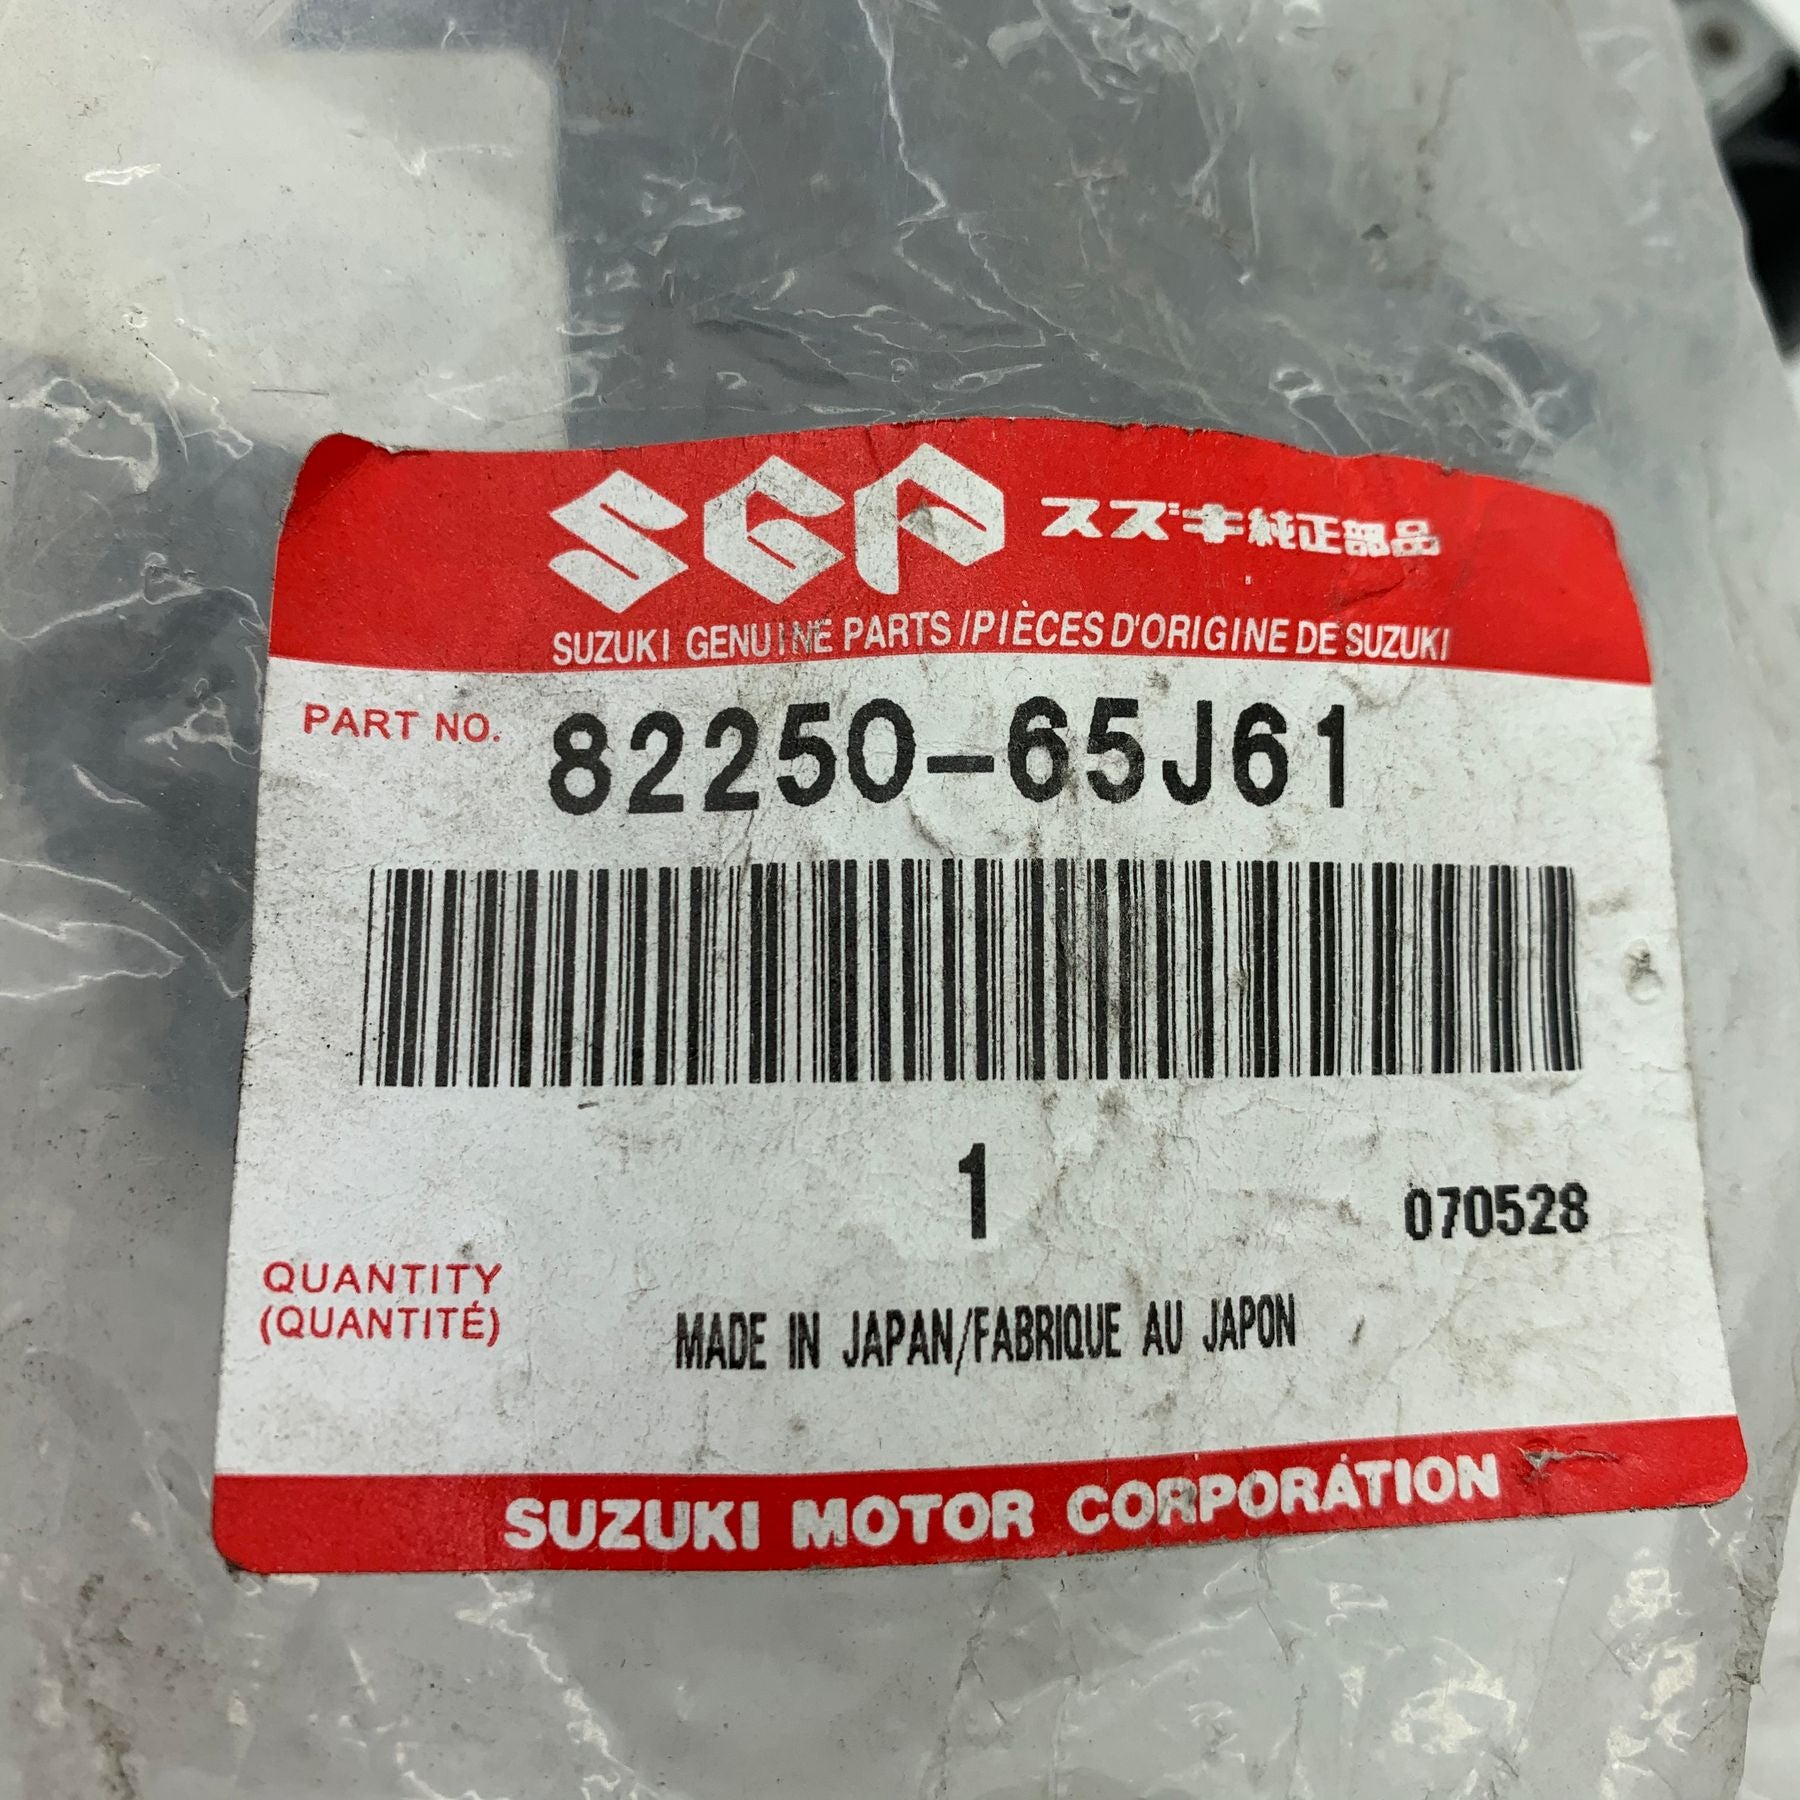 SGP スズキ純正部品
SUZUKI GENUINE PARTS/PIÈCES D'ORIGINE DE SUZUKI
PART NO. 82250-65J61
1
070528
QUANTITY
(QUANTITÉ)
MADE IN JAPAN/FABRIQUE AU JAPON
SUZUKI MOTOR CORPORATION